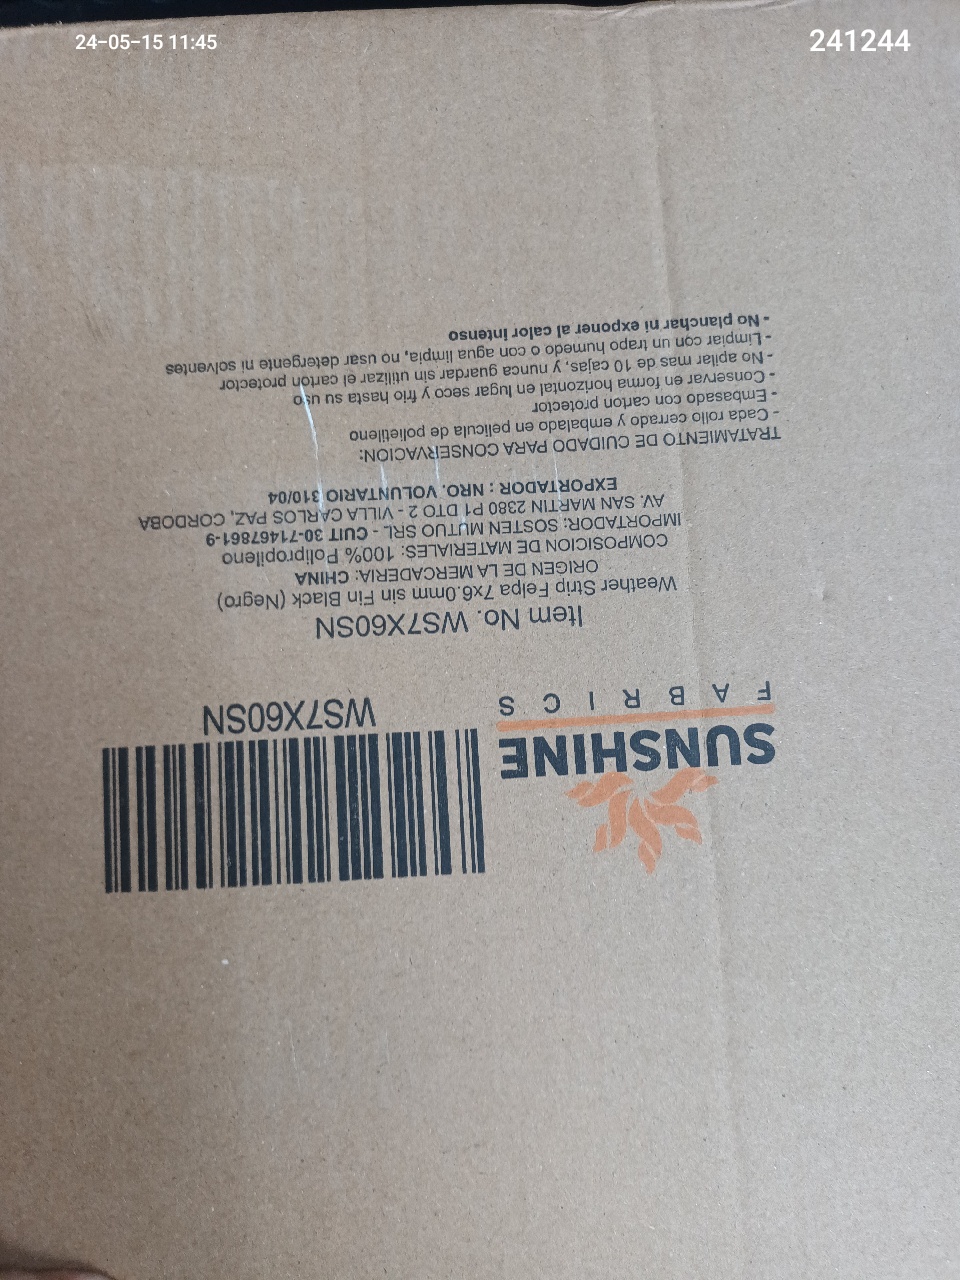 24-05-15 11:45
241244
SUNSHINE
FABRICS
WS7X60SN
Item No. WS7X60SN
Weather Strip Felpa 7x6.0mm sin Fin Black (Negro)
ORIGEN DE LA MERCADERIA: CHINA
COMPOSICION DE MATERIALES: 100% Polipropileno
IMPORTADOR: SOSTEN MUTUO SRL - CUIT 30-71467861-9
AV. SAN MARTIN 2380 P1 DTO 2 - VILLA CARLOS PAZ, CORDOBA
EXPORTADOR : NRO. VOLUNTARIO 310/04
TRATAMIENTO DE CUIDADO PARA CONSERVACION:
- Cada rollo cerrado y embalado en pelicula de polietileno
- Embasado con carton protector
- Conservar en forma horizontal en lugar seco y frio hasta su uso
- No apilar mas de 10 cajas, y nunca guardar sin utilizar el carton protector
- Limpiar con un trapo humedo o con agua limpia, no usar detergente ni solventes
- No planchar ni exponer al calor intenso